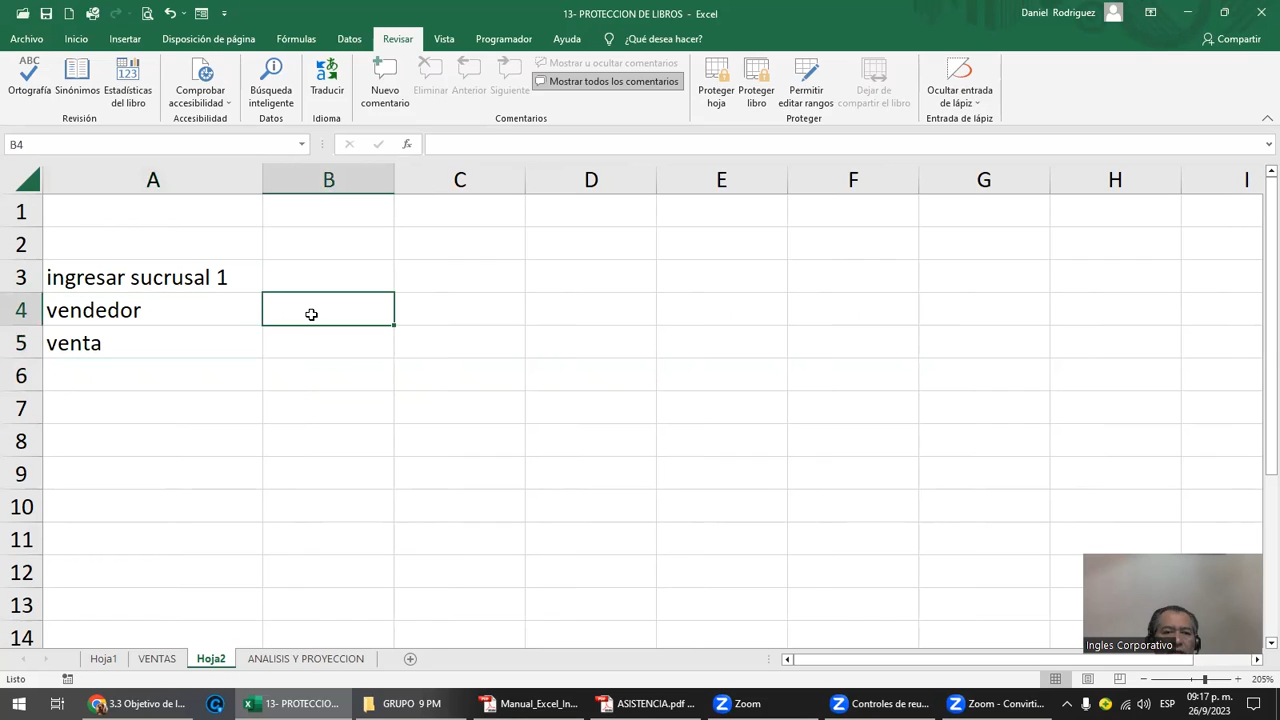 13- PROTECCION DE LIBROS - Excel
Daniel Rodriguez
Archivo Inicio Insertar Disposición de página Fórmulas Datos Revisar Vista Programador Ayuda ¿Qué desea hacer? Compartir
ABC
Ortografía
Sinónimos
123
Estadísticas
del libro
Revisión
Comprobar
accesibilidad
Accesibilidad
Búsqueda
inteligente
Datos
Traducir
Idioma
Nuevo
comentario
Eliminar
Anterior
Siguiente
Mostrar u ocultar comentarios
Mostrar todos los comentarios
Comentarios
Proteger
hoja
Proteger
libro
Permitir
editar rangos
Dejar de
compartir el libro
Proteger
Ocultar entrada
de lápiz
Entrada de lápiz
B4
fx
A B C D E F G H I
1
2
3 ingresar sucrusal 1
4 vendedor
5 venta
6
7
8
9
10
11
12
13
14
Ingles Corporativo
Hoja1 VENTAS Hoja2 ANALISIS Y PROYECCION
Listo
205%
3.3 Objetivo de l...
13- PROTECCIO...
GRUPO 9 PM
Manual_Excel_In...
ASISTENCIA.pdf ...
Zoom
Controles de reu...
Zoom - Convirti...
ESP
09:17 p. m.
26/9/2023